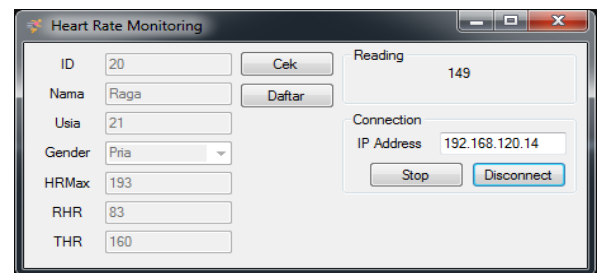 Heart Rate Monitoring
ID 20 Cek
Nama Raga Daftar
Usia 21
Gender Pria
HRMax 193
RHR 83
THR 160
Reading
149
Connection
IP Address 192.168.120.14
Stop Disconnect